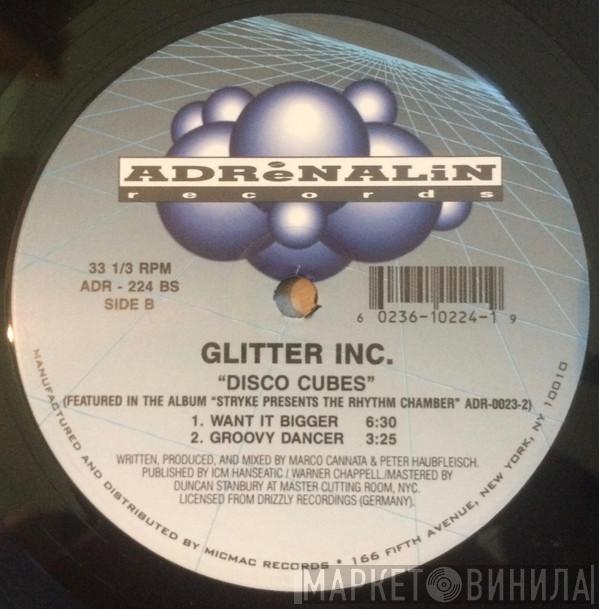 ADRéNALiN
records
33 1/3 RPM
ADR - 224 BS
SIDE B
6 0236-10224-1 9
GLITTER INC.
"DISCO CUBES"
(FEATURED IN THE ALBUM "STRYKE PRESENTS THE RHYTHM CHAMBER" ADR-0023-2)
1. WANT IT BIGGER 6:30
2. GROOVY DANCER 3:25
WRITTEN, PRODUCED, AND MIXED BY MARCO CANNATA & PETER HAUBFLEISCH.
PUBLISHED BY ICM HANSEATIC / WARNER CHAPPELL./MASTERED BY
DUNCAN STANBURY AT MASTER CUTTING ROOM, NYC.
LICENSED FROM DRIZZLY RECORDINGS (GERMANY).
MANUFACTURED AND DISTRIBUTED BY MICMAC RECORDS • 166 FIFTH AVENUE, NEW YORK, NY 10010
МАРКЕТ ВИНИЛА